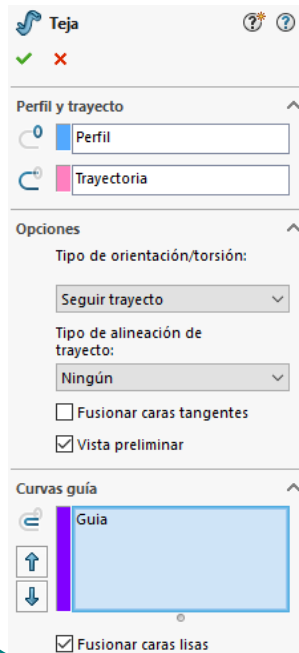 Teja
Perfil y trayecto
Perfil
Trayectoria
Opciones
Tipo de orientación/torsión:
Seguir trayecto
Tipo de alineación de
trayecto:
Ningún
Fusionar caras tangentes
Vista preliminar
Curvas guía
Guia
Fusionar caras lisas